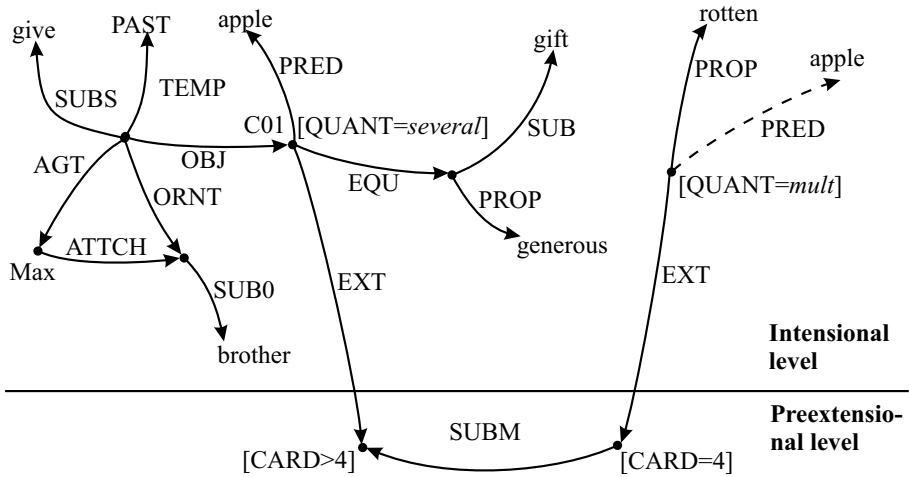 give
PAST
apple
rotten
gift
apple
PRED
SUBS
TEMP
PROP
C01 [QUANT=several]
SUB
PRED
OBJ
AGT
EQU
[QUANT=mult]
ORNT
PROP
ATTCH
generous
Max
SUB0
EXT
EXT
brother
Intensional
level
Preextensio-
nal level
SUBM
[CARD>4]
[CARD=4]